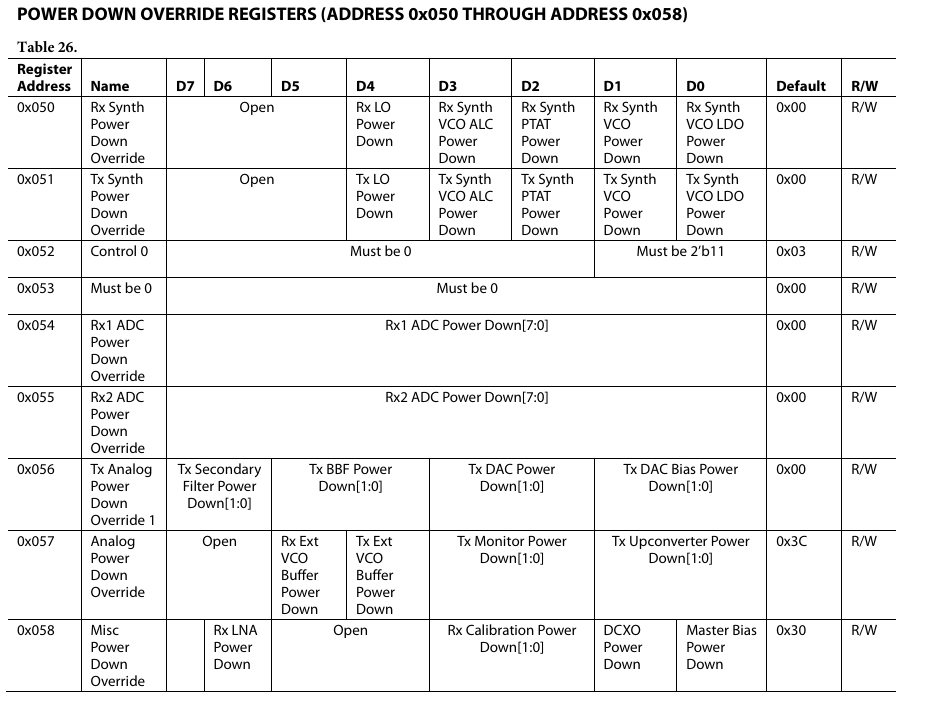 POWER DOWN OVERRIDE REGISTERS (ADDRESS 0x050 THROUGH ADDRESS 0x058)
Table 26.
Register
Address Name D7 D6 D5 D4 D3 D2 D1 D0 Default R/W
0x050 Rx Synth Open Rx LO Rx Synth Rx Synth Rx Synth Rx Synth 0x00 R/W
Power Power VCO ALC PTAT VCO VCO LDO
Down Down Power Power Power Power
Override Down Down Down Down
0x051 Tx Synth Open Tx LO Tx Synth Tx Synth Tx Synth Tx Synth 0x00 R/W
Power Power VCO ALC PTAT VCO VCO LDO
Down Down Power Power Power Power
Override Down Down Down Down
0x052 Control 0 Must be 0 Must be 2'b11 0x03 R/W
0x053 Must be 0 Must be 0 0x00 R/W
0x054 Rx1 ADC Rx1 ADC Power Down[7:0] 0x00 R/W
Power
Down
Override
0x055 Rx2 ADC Rx2 ADC Power Down[7:0] 0x00 R/W
Power
Down
Override
0x056 Tx Analog Tx Secondary Tx BBF Power Tx DAC Power Tx DAC Bias Power 0x00 R/W
Power Filter Power Down[1:0] Down[1:0] Down[1:0]
Down Down[1:0]
Override 1
0x057 Analog Open Rx Ext Tx Ext Tx Monitor Power Tx Upconverter Power 0x3C R/W
Power VCO VCO Down[1:0] Down[1:0]
Down Buffer Buffer
Override Power Power
Down Down
0x058 Misc Rx LNA Open Rx Calibration Power DCXO Master Bias 0x30 R/W
Power Power Down[1:0] Power Power
Down Down Down Down
Override